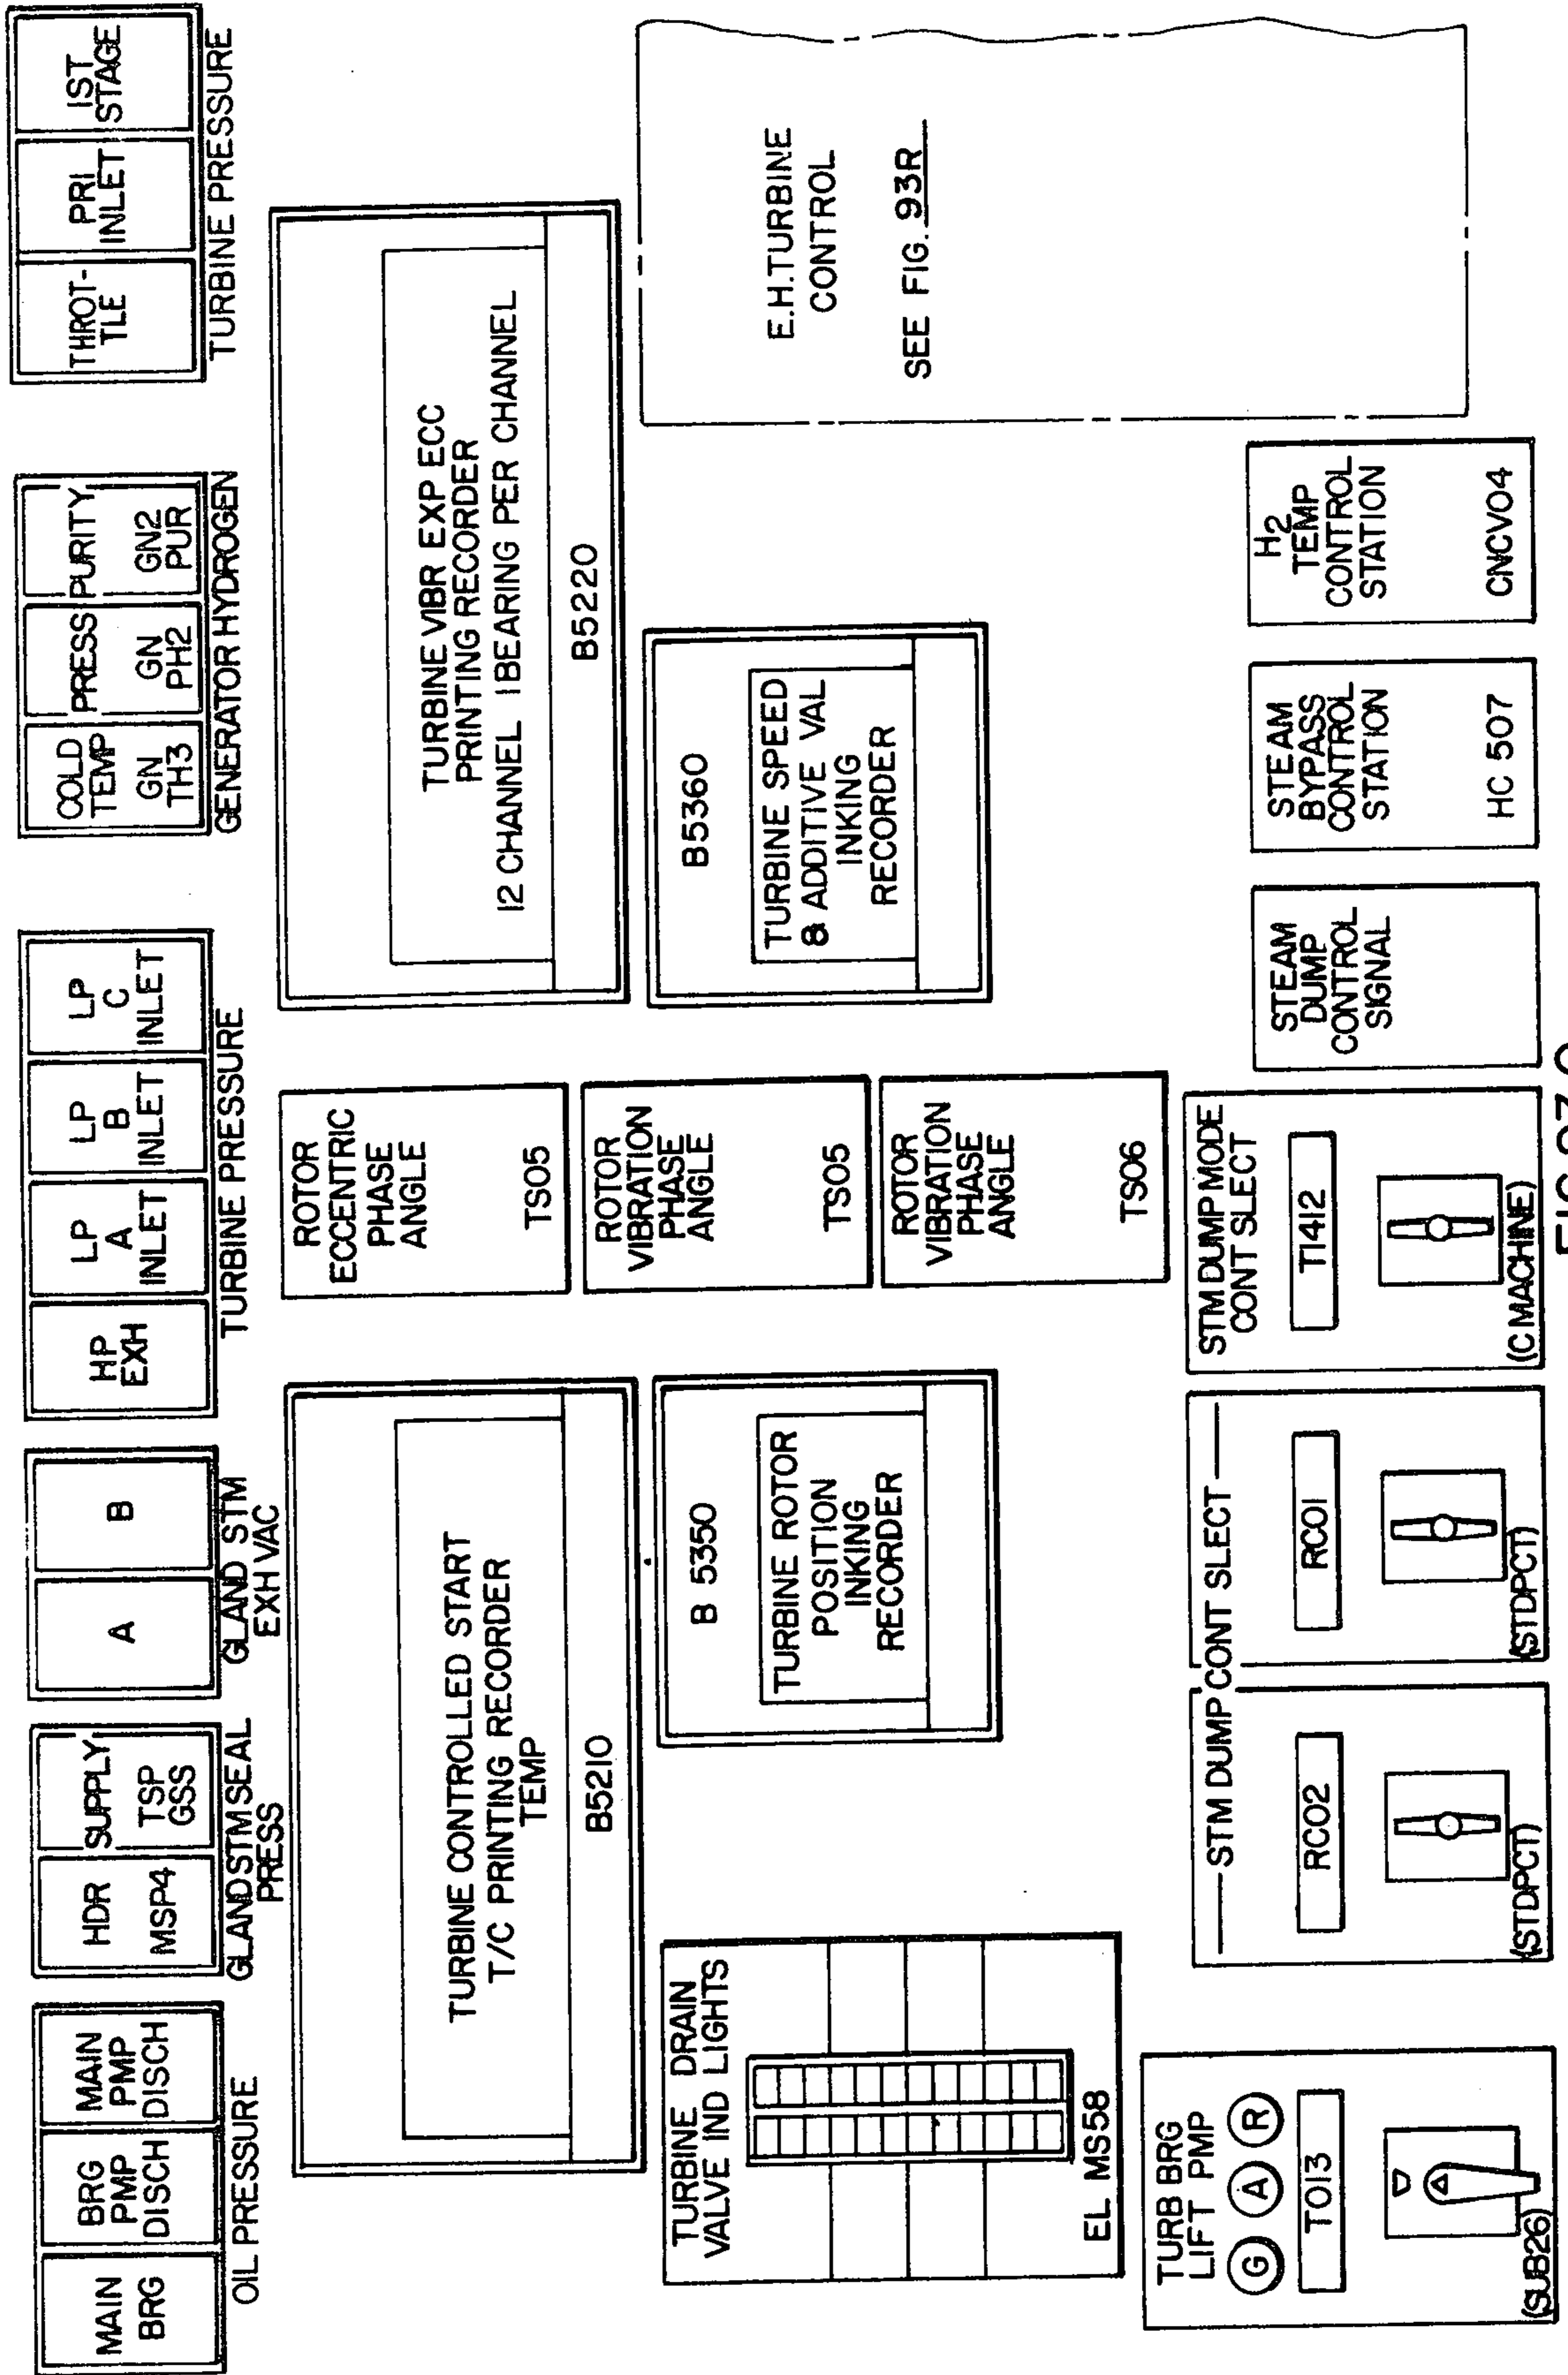 MAIN
BRG
BRG
PMP
DISCH
MAIN
PMP
DISCH
OIL PRESSURE
HDR
MSP4
SUPPLY
TSP
GSS
GLAND STM SEAL
PRESS
A
B
GLAND STM
EXH VAC
HP
EXH
LP
A
INLET
LP
B
INLET
LP
C
INLET
TURBINE PRESSURE
COLD
TEMP
GN
TH3
PRESS
GN
PH2
PURITY
GN2
PUR
GENERATOR HYDROGEN
THROT-
TLE
PRI
INLET
IST
STAGE
TURBINE PRESSURE
TURBINE CONTROLLED START
T/C PRINTING RECORDER
TEMP
B5210
ROTOR
ECCENTRIC
PHASE
ANGLE
TS05
TURBINE VIBR EXP ECC
PRINTING RECORDER
12 CHANNEL 1 BEARING PER CHANNEL
B5220
TURBINE DRAIN
VALVE IND LIGHTS
EL MS58
B 5350
TURBINE ROTOR
POSITION
INKING
RECORDER
ROTOR
VIBRATION
PHASE
ANGLE
TS05
ROTOR
VIBRATION
PHASE
ANGLE
TS06
B5360
TURBINE SPEED
& ADDITIVE VAL
INKING
RECORDER
E.H.TURBINE
CONTROL
SEE FIG. 93R
TURB BRG
LIFT PMP
G A R
T013
(SUB26)
STM DUMP CONT SLECT
RC02
(STDPCT)
RC01
(STDPCT)
STM DUMP MODE
CONT SLECT
T1412
(C MACHINE)
STEAM
DUMP
CONTROL
SIGNAL
STEAM
BYPASS
CONTROL
STATION
HC 507
H2
TEMP
CONTROL
STATION
CNCV04